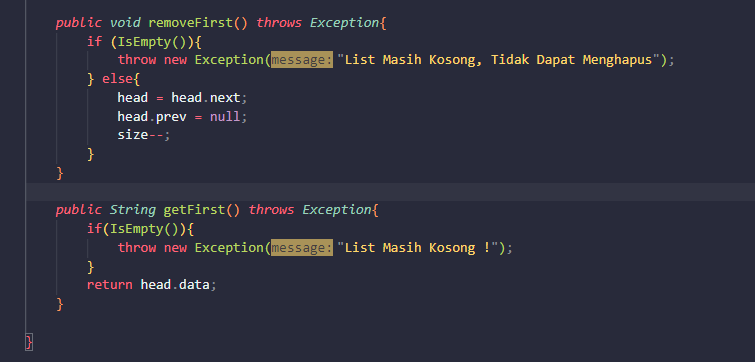 public void removeFirst() throws Exception{
if (IsEmpty()){
throw new Exception(message: "List Masih Kosong, Tidak Dapat Menghapus");
} else{
head = head.next;
head.prev = null;
size--;
}
}
public String getFirst() throws Exception{
if(IsEmpty()){
throw new Exception(message: "List Masih Kosong !");
}
return head.data;
}
}